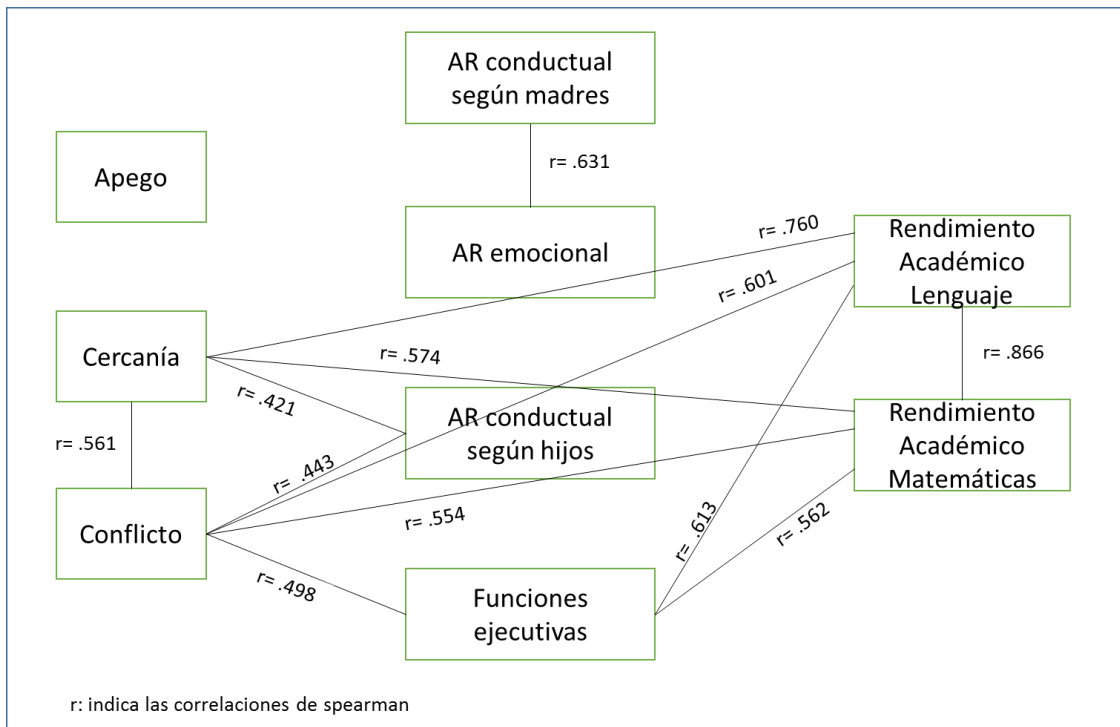 AR conductual
según madres
r= .631
Apego
AR emocional
r= .760
Rendimiento
Académico
Lenguaje
r= .601
Cercanía
r= .574
r= .866
r= .421
AR conductual
según hijos
Rendimiento
Académico
Matemáticas
r= .561
r= .443
Conflicto
r= .554
r= .613
r= .562
r= .498
Funciones
ejecutivas
r: indica las correlaciones de spearman